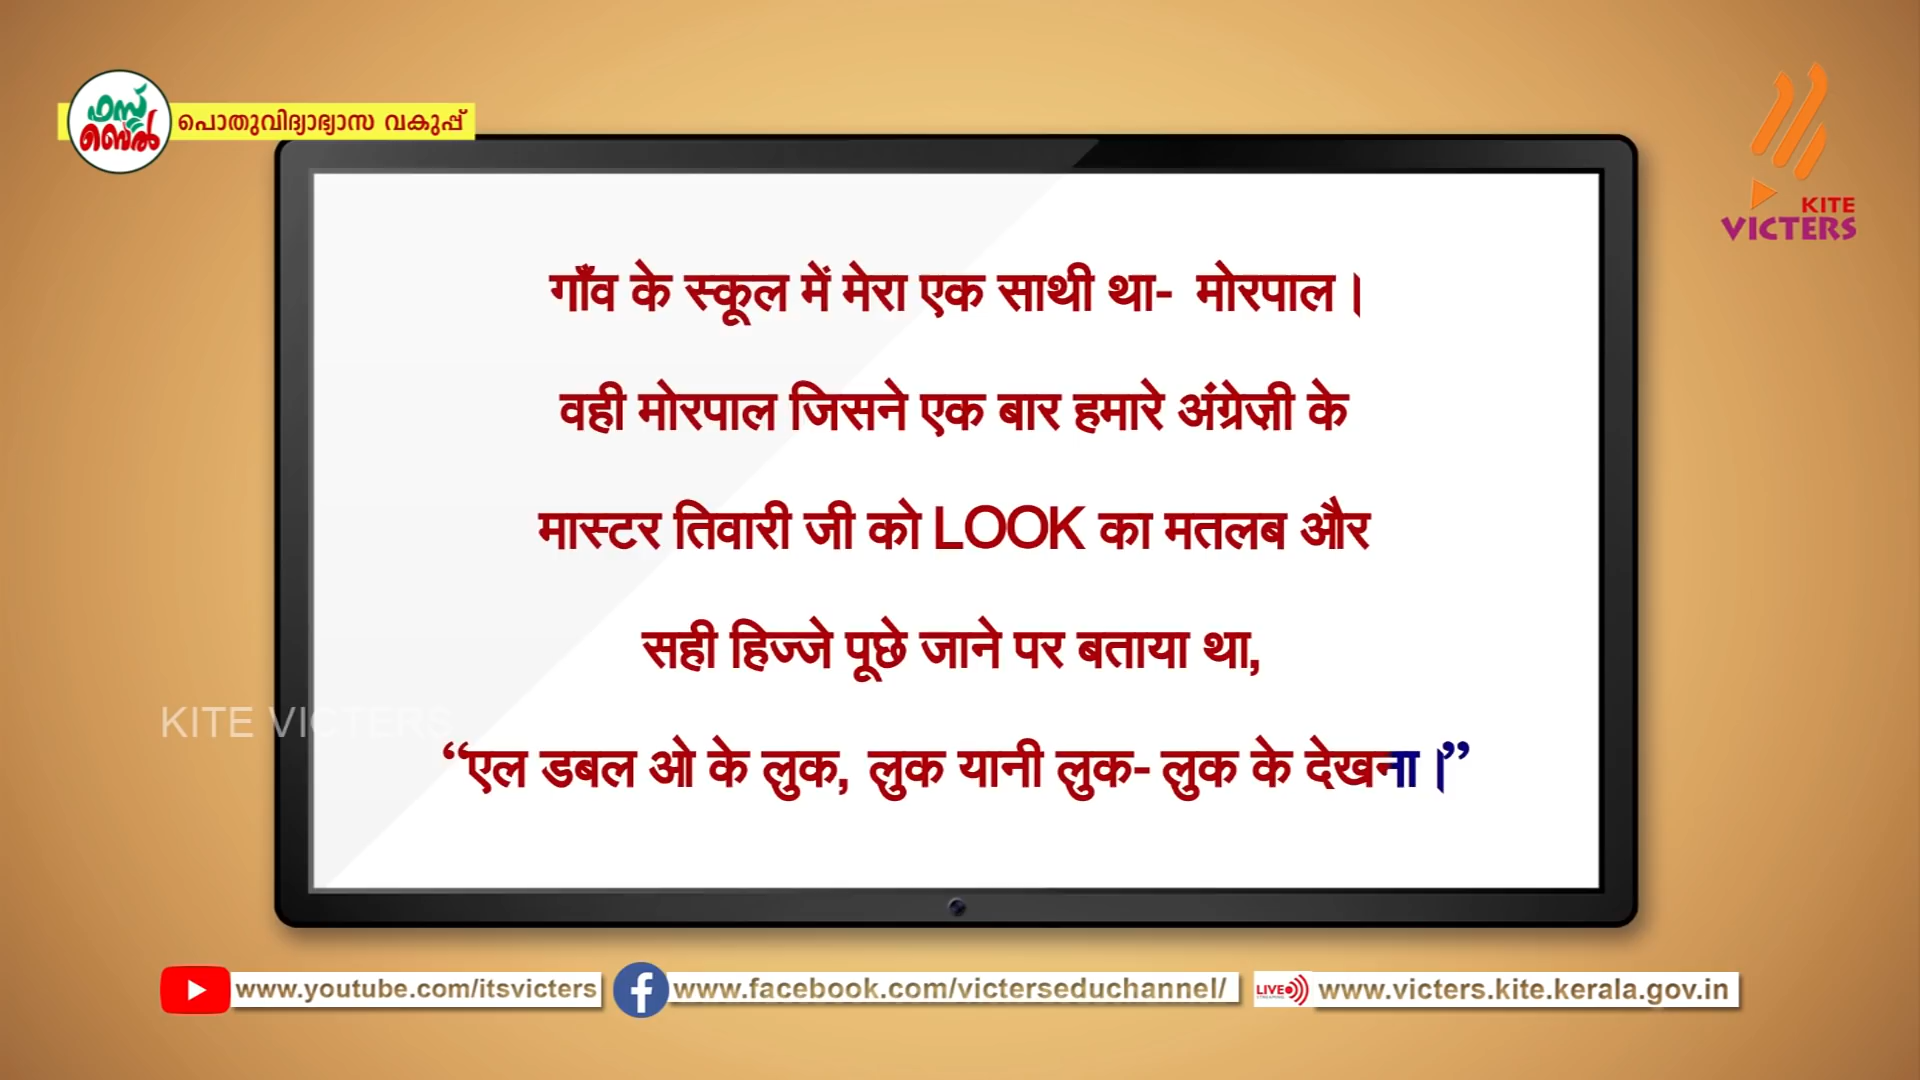 ഫസ്റ്റ്
ബെൽ
പൊതുവിദ്യാഭ്യാസ വകുപ്പ്
KITE
VICTERS
गाँव के स्कूल में मेरा एक साथी था- मोरपाल।
वही मोरपाल जिसने एक बार हमारे अंग्रेज़ी के
मास्टर तिवारी जी को LOOK का मतलब और
सही हिज्जे पूछे जाने पर बताया था,
KITE VICTERS
“एल डबल ओ के लुक, लुक यानी लुक- लुक के देखना।”
www.youtube.com/itsvicters
www.facebook.com/victerseduchannel/
LIVE STREAMING
www.victers.kite.kerala.gov.in